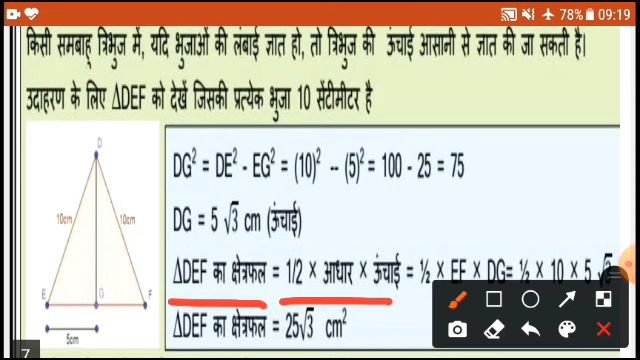 78% 09:19
किसी समबाहु त्रिभुज में, यदि भुजाओं की लंबाई ज्ञात हो, तो त्रिभुज की ऊंचाई आसानी से ज्ञात की जा सकती है।
उदाहरण के लिए ΔDEF को देखें जिसकी प्रत्येक भुजा 10 सेंटीमीटर है
D
10cm 10cm
E G F
5cm
DG² = DE² - EG² = (10)² -- (5)² = 100 - 25 = 75
DG = 5 √3 cm (ऊंचाई)
ΔDEF का क्षेत्रफल = 1/2 × आधार × ऊंचाई = ½ × EF × DG= ½ × 10 × 5 √3
ΔDEF का क्षेत्रफल = 25√3 cm²
7